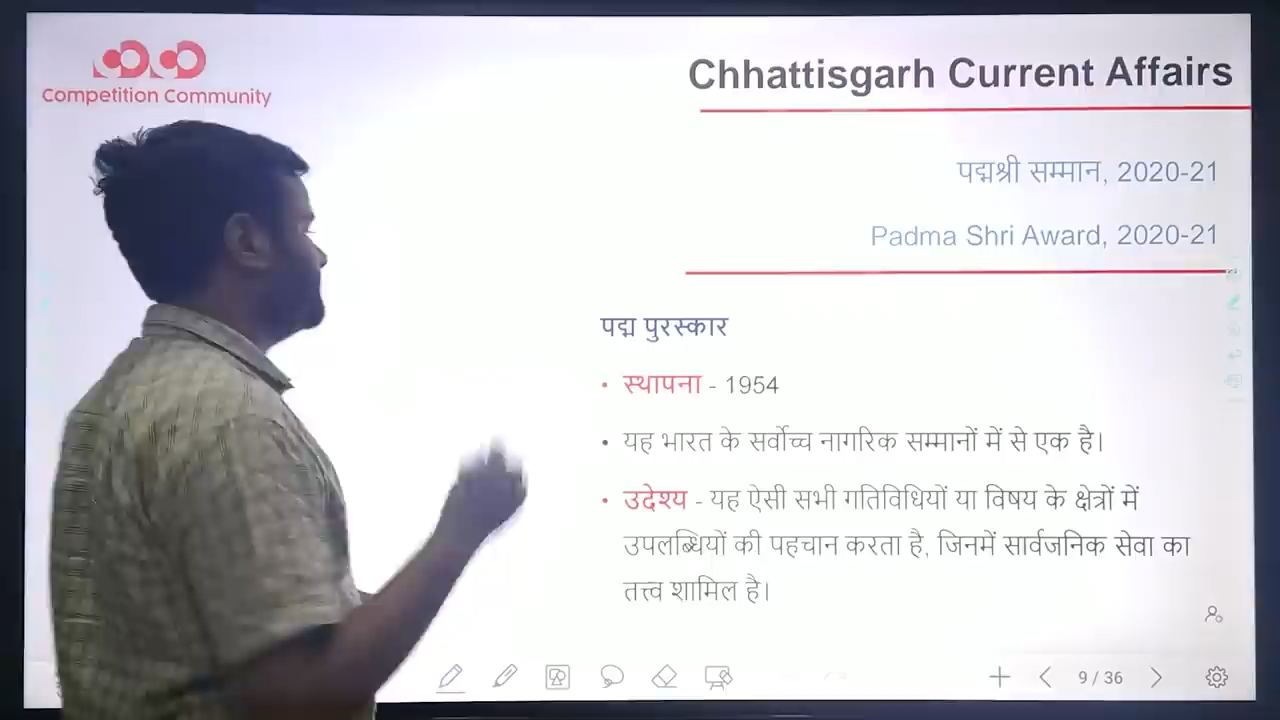 Competition Community
Chhattisgarh Current Affairs
पद्मश्री सम्मान, 2020-21
Padma Shri Award, 2020-21
पद्म पुरस्कार
• स्थापना - 1954
• यह भारत के सर्वोच्च नागरिक सम्मानों में से एक है।
• उदेश्य - यह ऐसी सभी गतिविधियों या विषय के क्षेत्रों में
उपलब्धियों की पहचान करता है, जिनमें सार्वजनिक सेवा का
तत्त्व शामिल है।
9 / 36